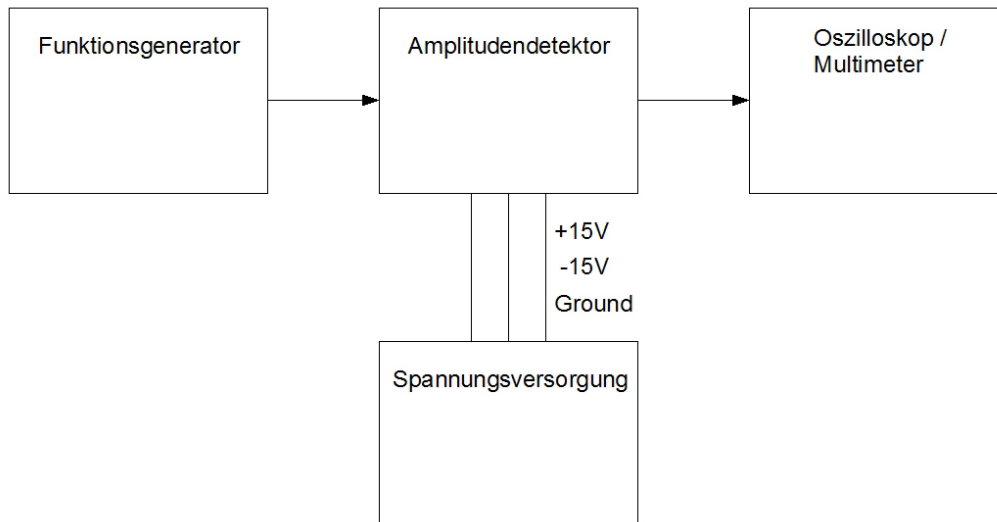 Funktionsgenerator
Amplitudendetektor
Oszilloskop /
Multimeter
+15V
-15V
Ground
Spannungsversorgung